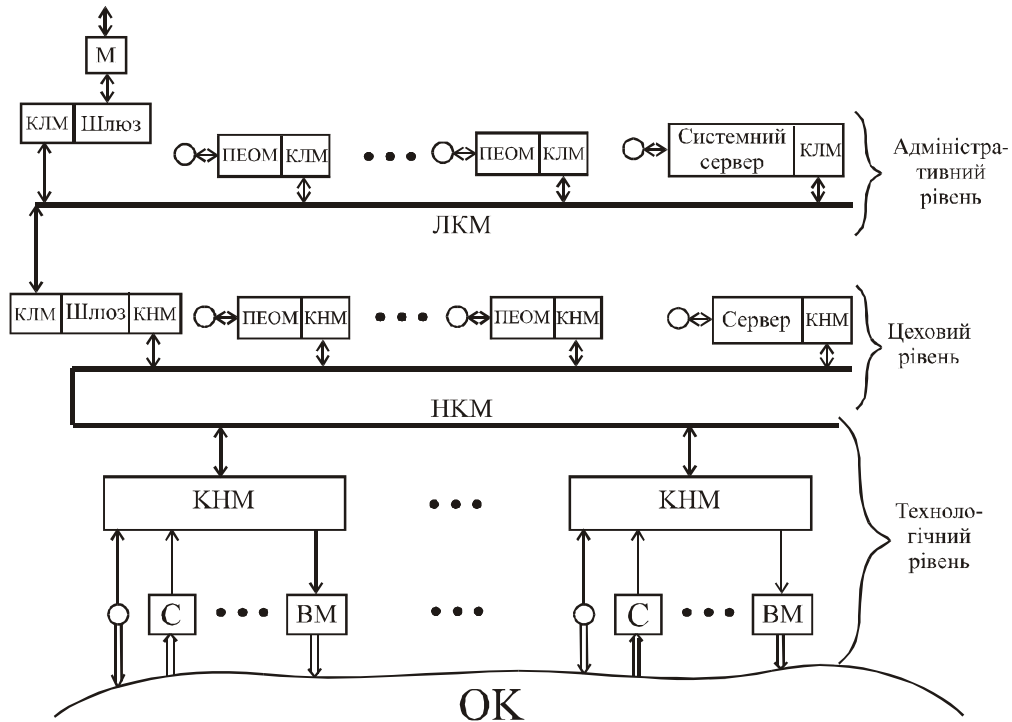 М
КЛМ Шлюз
ПЕОМ КЛМ
ПЕОМ КЛМ
Системний
сервер
КЛМ
Адміністра-
тивний
рівень
ЛКМ
КЛМ Шлюз КНМ
ПЕОМ КНМ
ПЕОМ КНМ
Сервер КНМ
Цеховий
рівень
НКМ
КНМ
КНМ
Техноло-
гічний
рівень
С
ВМ
С
ВМ
ОК